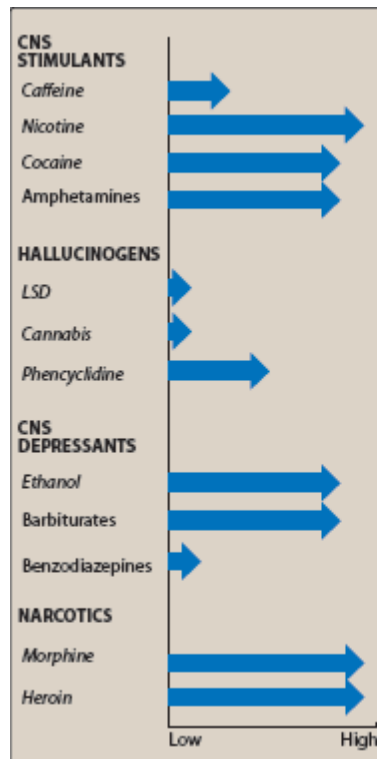 CNS
STIMULANTS
Caffeine
Nicotine
Cocaine
Amphetamines
HALLUCINOGENS
LSD
Cannabis
Phencyclidine
CNS
DEPRESSANTS
Ethanol
Barbiturates
Benzodiazepines
NARCOTICS
Morphine
Heroin
Low High